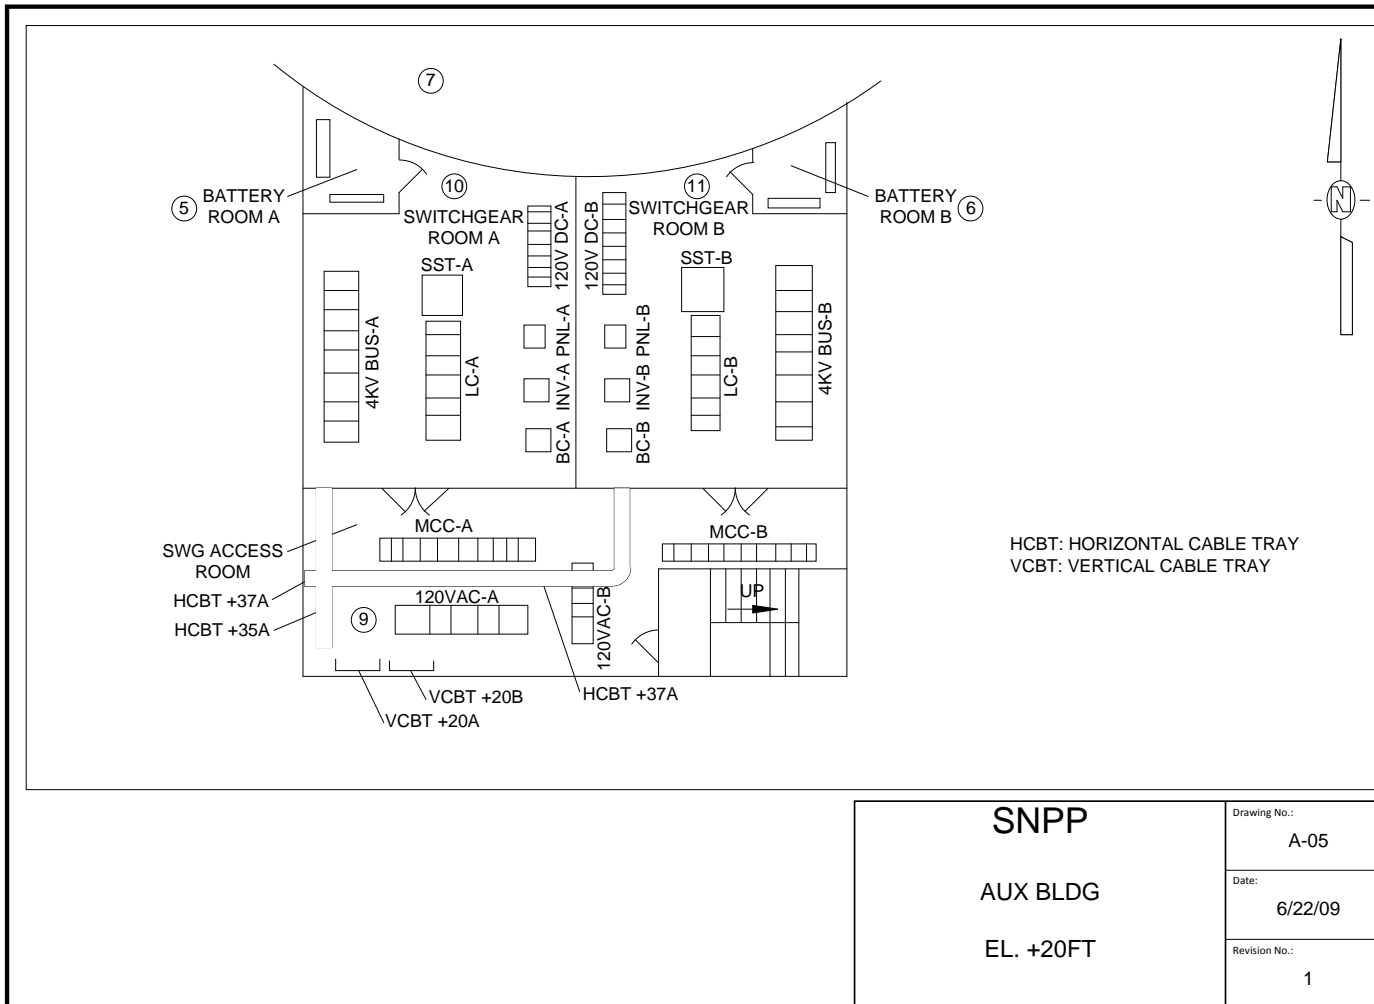 7
5
BATTERY
ROOM A
10
SWITCHGEAR
ROOM A
120V DC-A
120V DC-B
11
SWITCHGEAR
ROOM B
BATTERY
ROOM B
6
N
SST-A
SST-B
4KV BUS-A
LC-A
PNL-A
INV-A
BC-A
PNL-B
INV-B
BC-B
LC-B
4KV BUS-B
MCC-A
MCC-B
SWG ACCESS
ROOM
HCBT +37A
HCBT +35A
9
120VAC-A
120VAC-B
UP
HCBT: HORIZONTAL CABLE TRAY
VCBT: VERTICAL CABLE TRAY
VCBT +20B
HCBT +37A
VCBT +20A
SNPP
AUX BLDG
EL. +20FT
Drawing No.:
A-05
Date:
6/22/09
Revision No.:
1